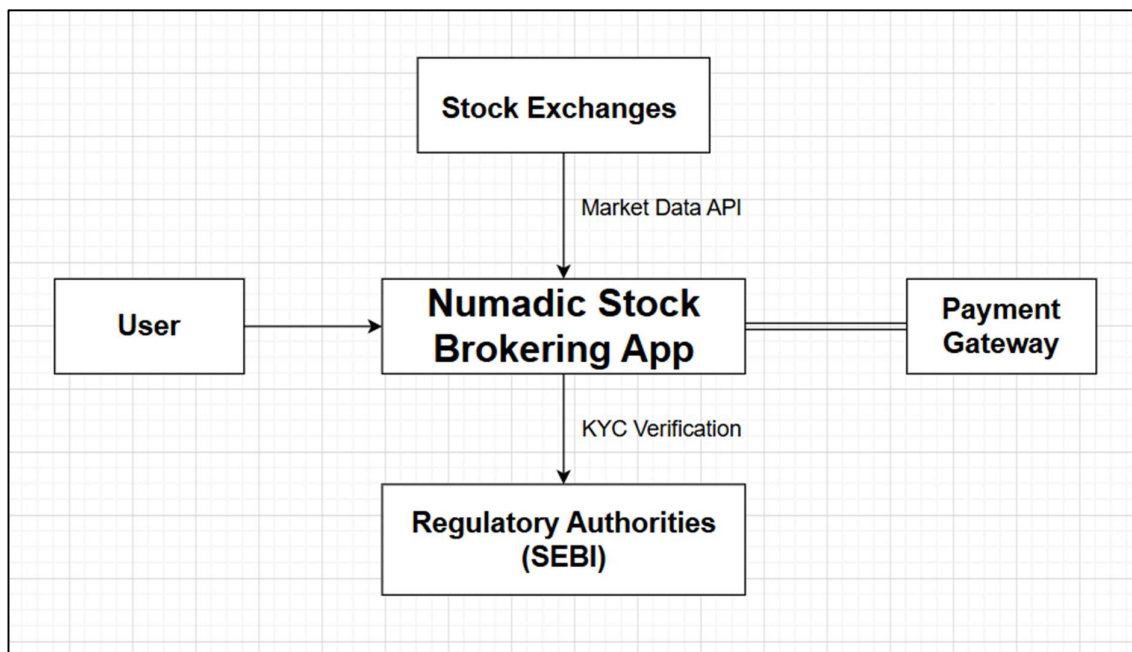 Stock Exchanges
Market Data API
User
Numadic Stock
Brokering App
Payment
Gateway
KYC Verification
Regulatory Authorities
(SEBI)